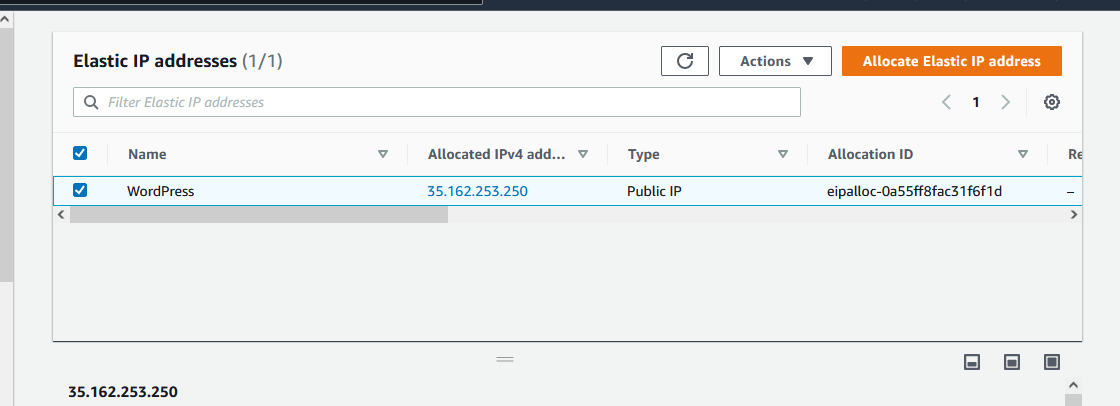 Elastic IP addresses (1/1)
Actions
Allocate Elastic IP address
Filter Elastic IP addresses
1
Name Allocated IPv4 add... Type Allocation ID Re
WordPress 35.162.253.250 Public IP eipalloc-0a55ff8fac31f6f1d –
35.162.253.250